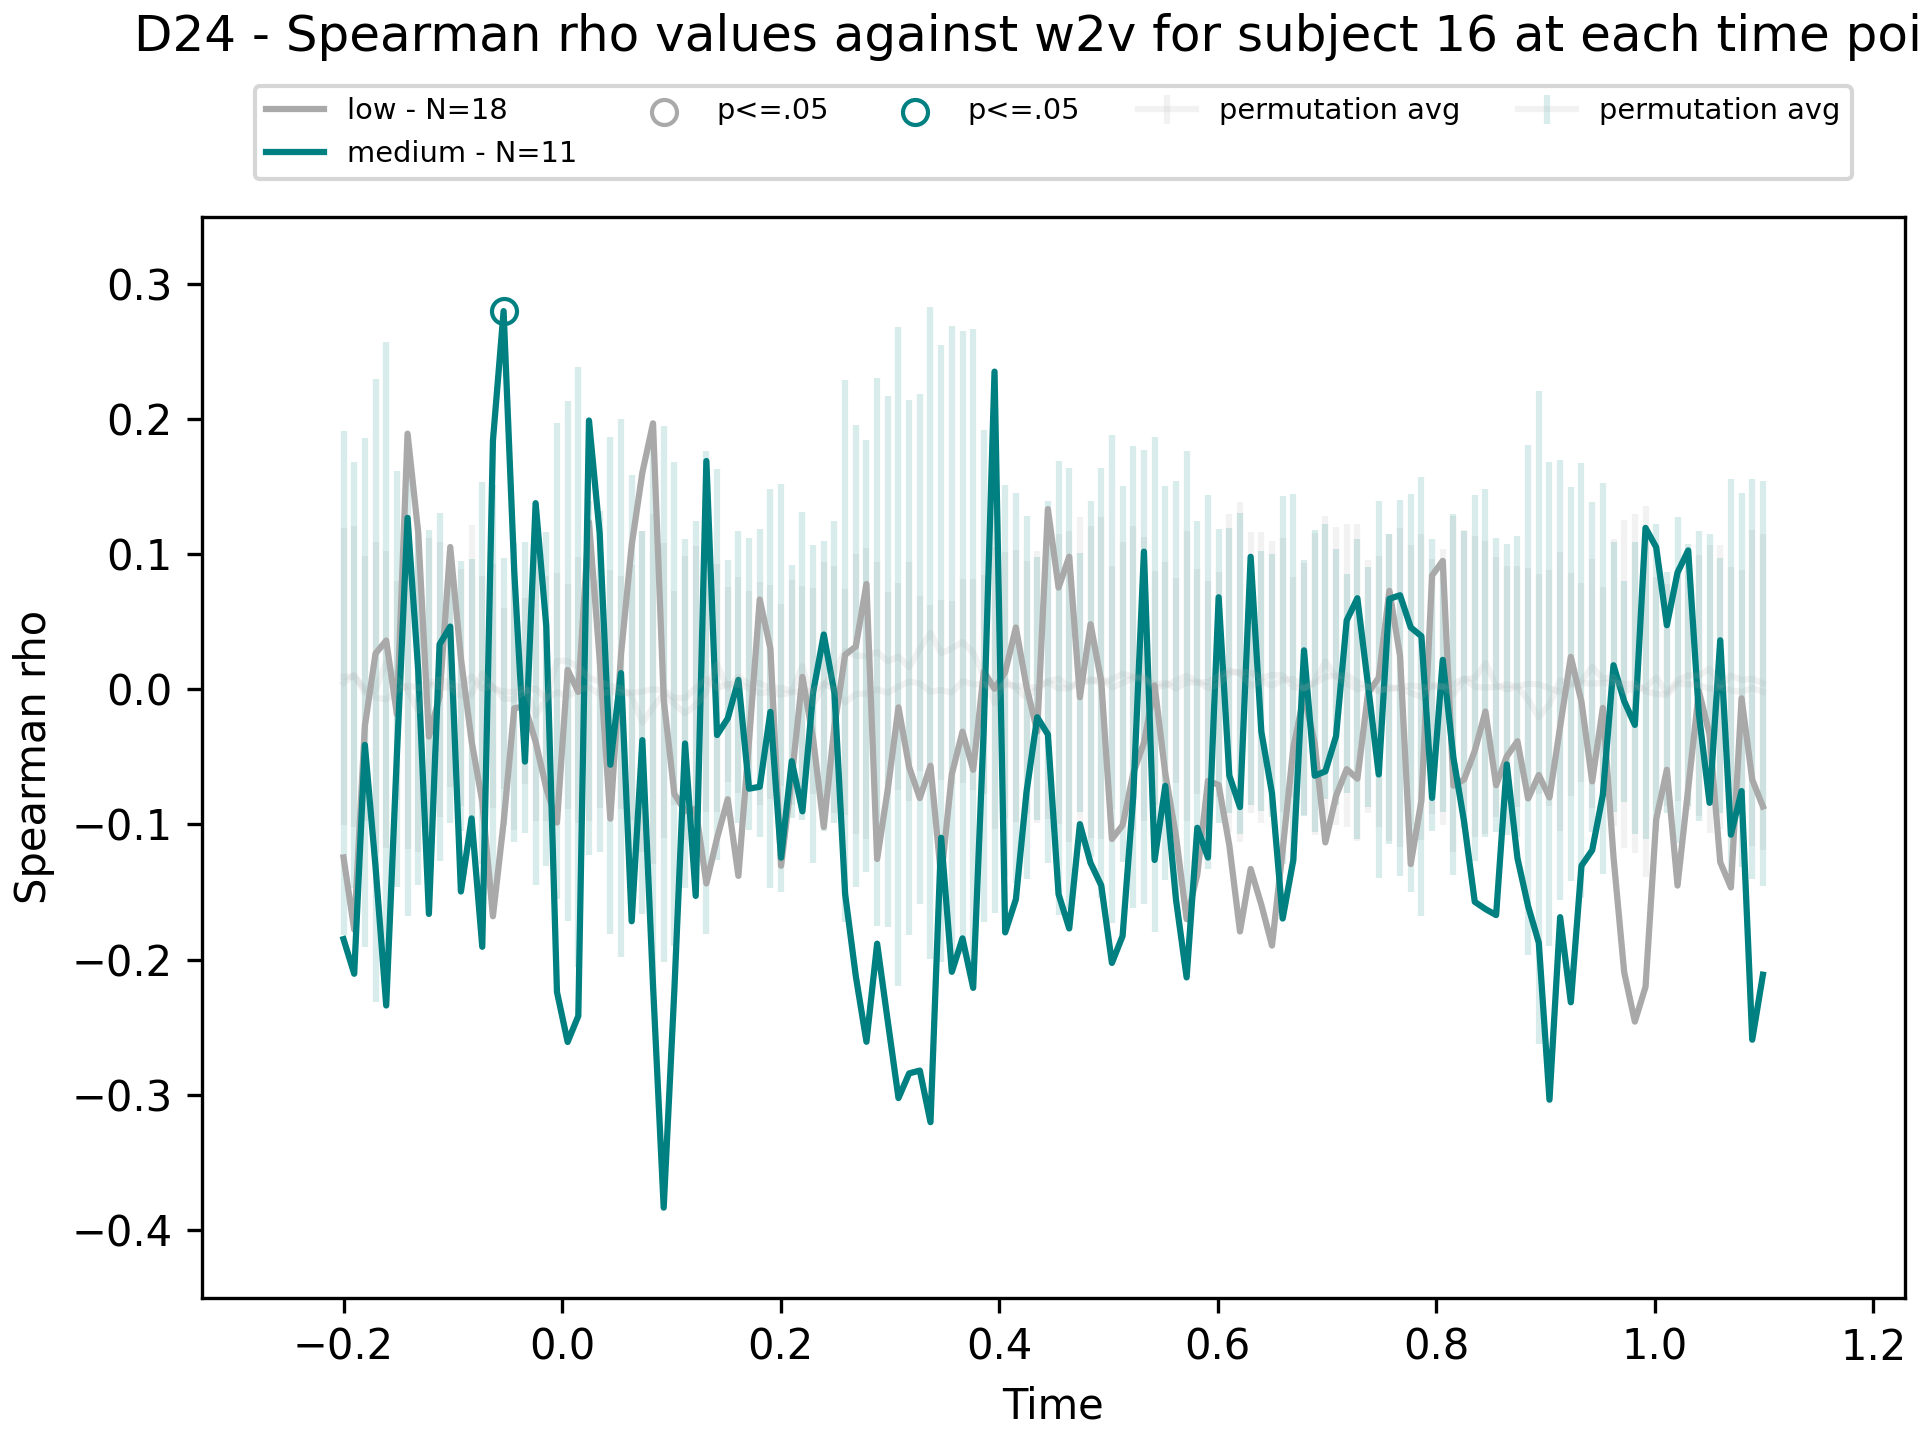 D24 - Spearman rho values against w2v for subject 16 at each time poi
low - N=18 p<=.05 p<=.05 permutation avg permutation avg
medium - N=11
0.3
0.2
0.1
0.0
−0.1
−0.2
−0.3
−0.4
Spearman rho
−0.2 0.0 0.2 0.4 0.6 0.8 1.0 1.2
Time